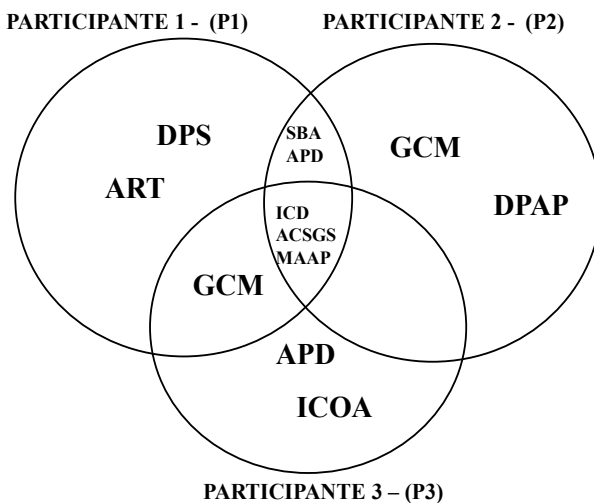 PARTICIPANTE 1 - (P1)
PARTICIPANTE 2 - (P2)
DPS
ART
SBA
APD
GCM
DPAP
ICD
ACSGS
MAAP
GCM
APD
ICOA
PARTICIPANTE 3 – (P3)